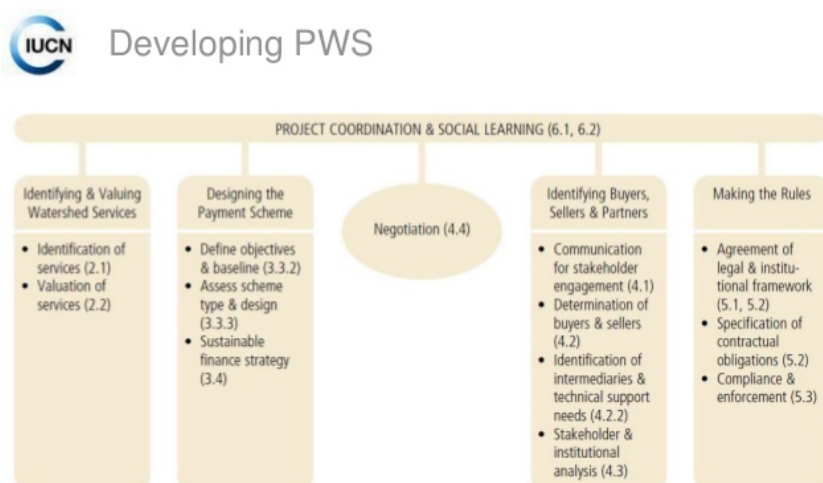 IUCN
Developing PWS
PROJECT COORDINATION & SOCIAL LEARNING (6.1, 6.2)
Identifying & Valuing
Watershed Services
• Identification of
services (2.1)
• Valuation of
services (2.2)
Designing the
Payment Scheme
• Define objectives
& baseline (3.3.2)
• Assess scheme
type & design
(3.3.3)
• Sustainable
finance strategy
(3.4)
Negotiation (4.4)
Identifying Buyers,
Sellers & Partners
• Communication
for stakeholder
engagement (4.1)
• Determination of
buyers & sellers
(4.2)
• Identification of
intermediaries &
technical support
needs (4.2.2)
• Stakeholder &
institutional
analysis (4.3)
Making the Rules
• Agreement of
legal & institu-
tional framework
(5.1, 5.2)
• Specification of
contractual
obligations (5.2)
• Compliance &
enforcement (5.3)